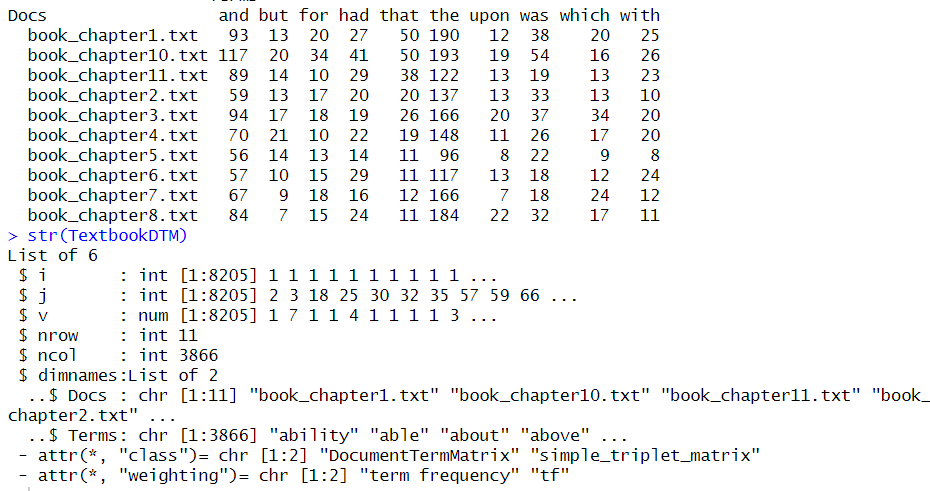 Docs and but for had that the upon was which with
book_chapter1.txt 93 13 20 27 50 190 12 38 20 25
book_chapter10.txt 117 20 34 41 50 193 19 54 16 26
book_chapter11.txt 89 14 10 29 38 122 13 19 13 23
book_chapter2.txt 59 13 17 20 20 137 13 33 13 10
book_chapter3.txt 94 17 18 19 26 166 20 37 34 20
book_chapter4.txt 70 21 10 22 19 148 11 26 17 20
book_chapter5.txt 56 14 13 14 11 96 8 22 9 8
book_chapter6.txt 57 10 15 29 11 117 13 18 12 24
book_chapter7.txt 67 9 18 16 12 166 7 18 24 12
book_chapter8.txt 84 7 15 24 11 184 22 32 17 11
> str(TextbookDTM)
List of 6
$ i : int [1:8205] 1 1 1 1 1 1 1 1 1 1 ...
$ j : int [1:8205] 2 3 18 25 30 32 35 57 59 66 ...
$ v : num [1:8205] 1 7 1 1 4 1 1 1 1 3 ...
$ nrow : int 11
$ ncol : int 3866
$ dimnames:List of 2
..$ Docs : chr [1:11] "book_chapter1.txt" "book_chapter10.txt" "book_chapter11.txt" "book_
chapter2.txt" ...
..$ Terms: chr [1:3866] "ability" "able" "about" "above" ...
- attr(*, "class")= chr [1:2] "DocumentTermMatrix" "simple_triplet_matrix"
- attr(*, "weighting")= chr [1:2] "term frequency" "tf"